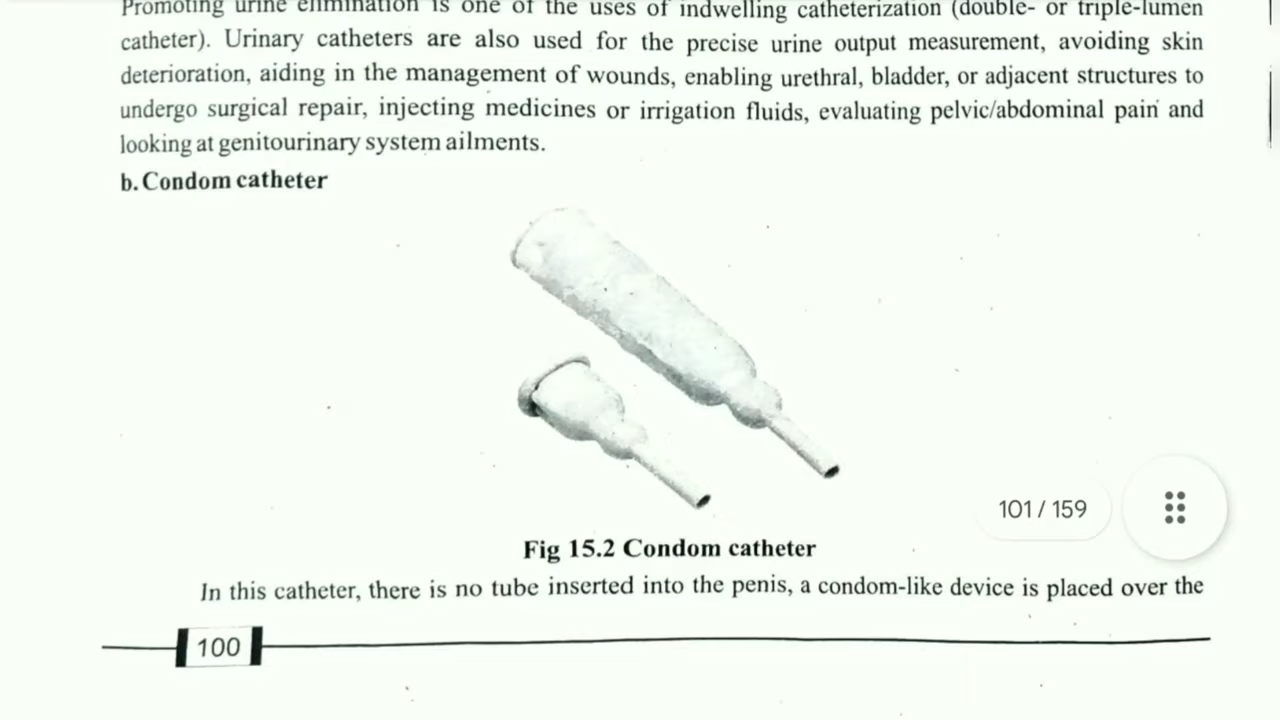 Promoting urine elimination is one of the uses of indwelling catheterization (double- or triple-lumen
catheter). Urinary catheters are also used for the precise urine output measurement, avoiding skin
deterioration, aiding in the management of wounds, enabling urethral, bladder, or adjacent structures to
undergo surgical repair, injecting medicines or irrigation fluids, evaluating pelvic/abdominal pain and
looking at genitourinary system ailments.
b. Condom catheter
101 / 159
Fig 15.2 Condom catheter
In this catheter, there is no tube inserted into the penis, a condom-like device is placed over the
100